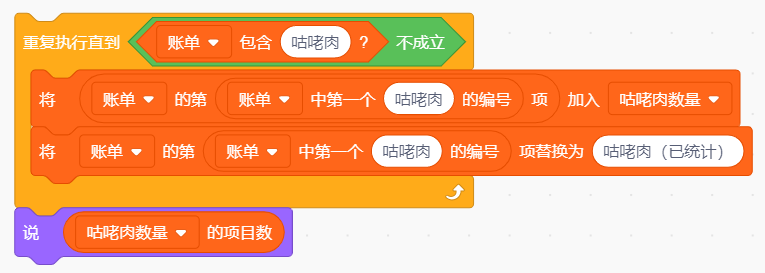 重复执行直到 账单 包含 咕咾肉 ? 不成立
将 账单 的第 账单 中第一个 咕咾肉 的编号 项 加入 咕咾肉数量
将 账单 的第 账单 中第一个 咕咾肉 的编号 项替换为 咕咾肉（已统计）
说 咕咾肉数量 的项目数